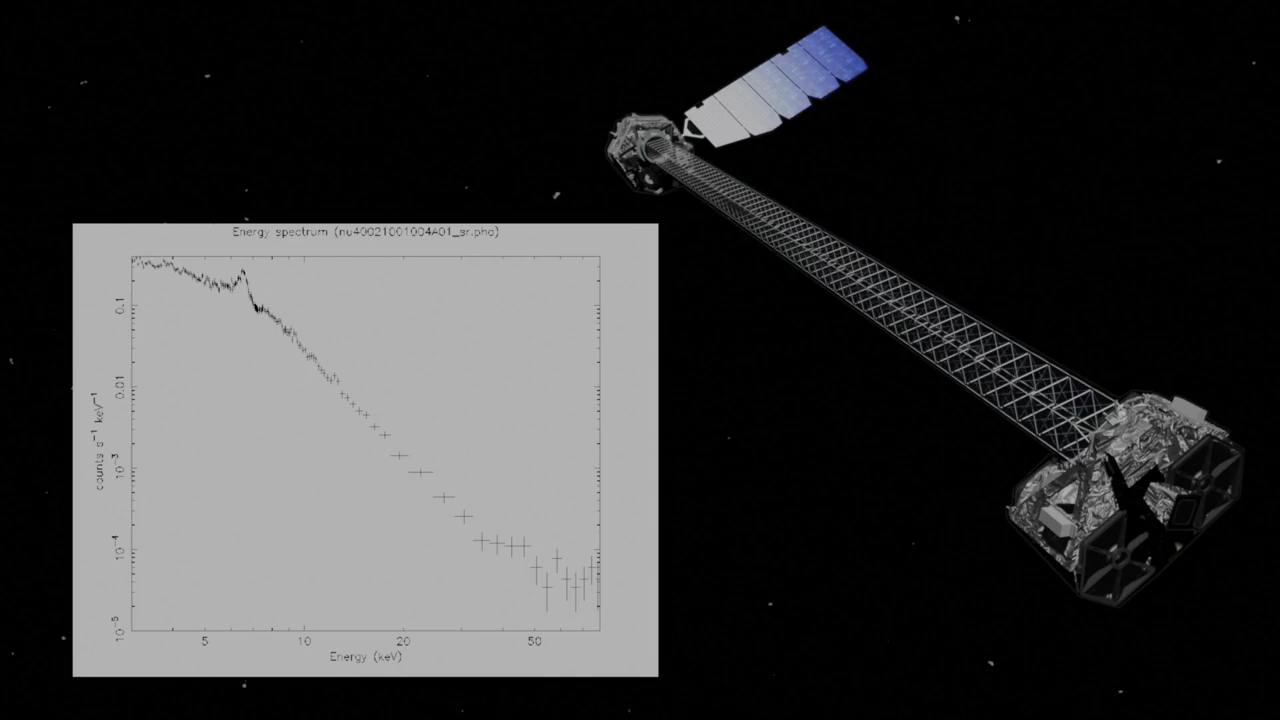 Energy spectrum (nu40021001004A01_sr.pha)
0.1
0.01
10⁻³
10⁻⁴
10⁻⁵
counts s⁻¹ keV⁻¹
5 10 20 50
Energy (keV)